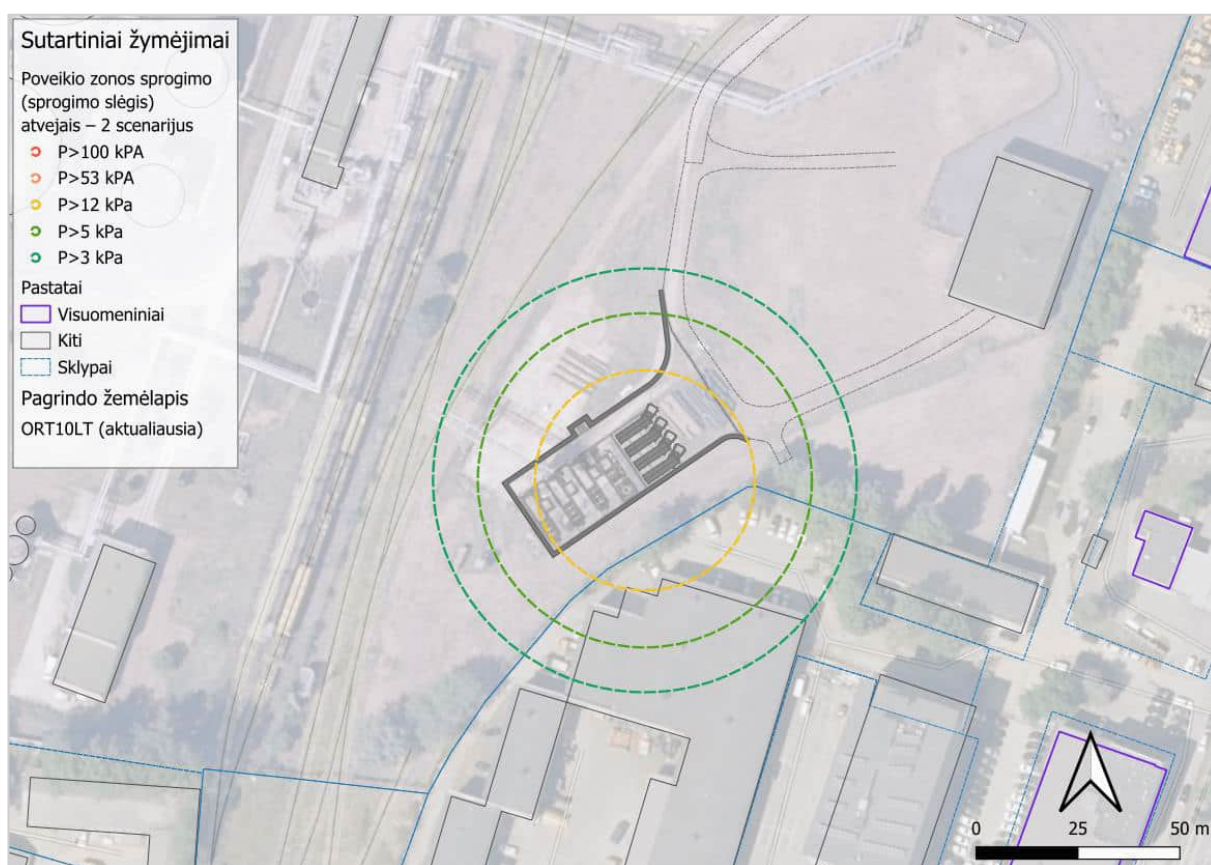 Sutartiniai žymėjimai
Poveikio zonos sprogimo
(sprogimo slėgis)
atvejais – 2 scenarijus
P>100 kPA
P>53 kPA
P>12 kPa
P>5 kPa
P>3 kPa
Pastatai
Visuomeniniai
Kiti
Sklypai
Pagrindo žemėlapis
ORT10LT (aktualiausia)
0 25 50 m